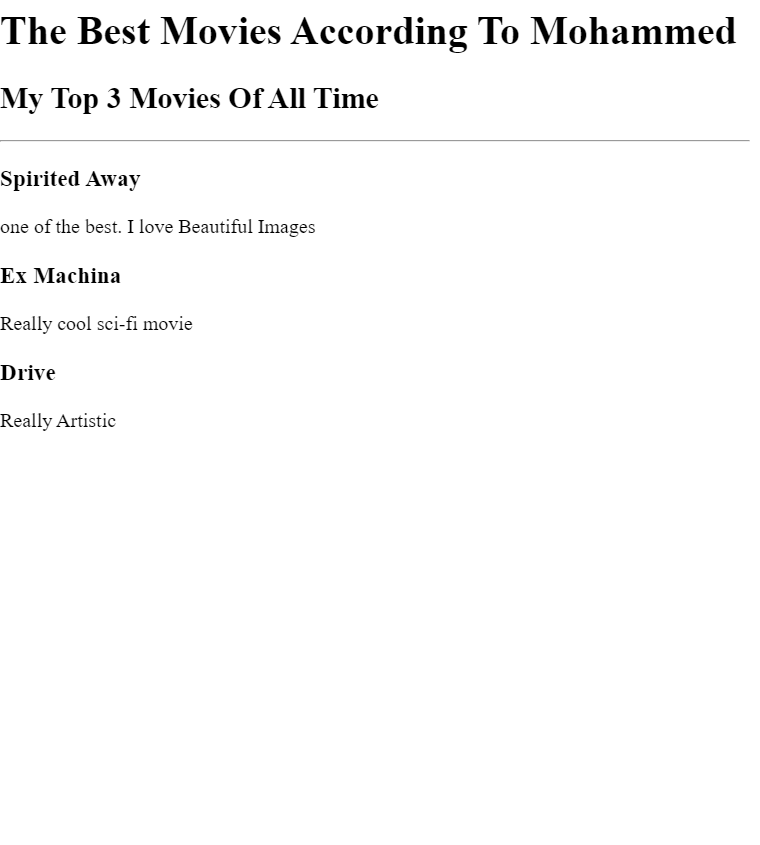 The Best Movies According To Mohammed
My Top 3 Movies Of All Time
Spirited Away
one of the best. I love Beautiful Images
Ex Machina
Really cool sci-fi movie
Drive
Really Artistic